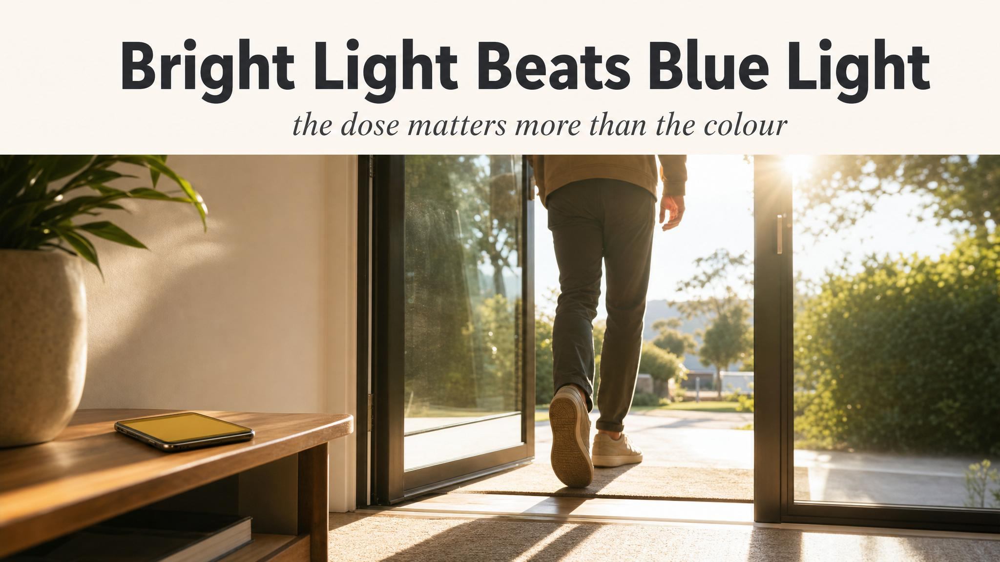 Bright Light Beats Blue Light
the dose matters more than the colour